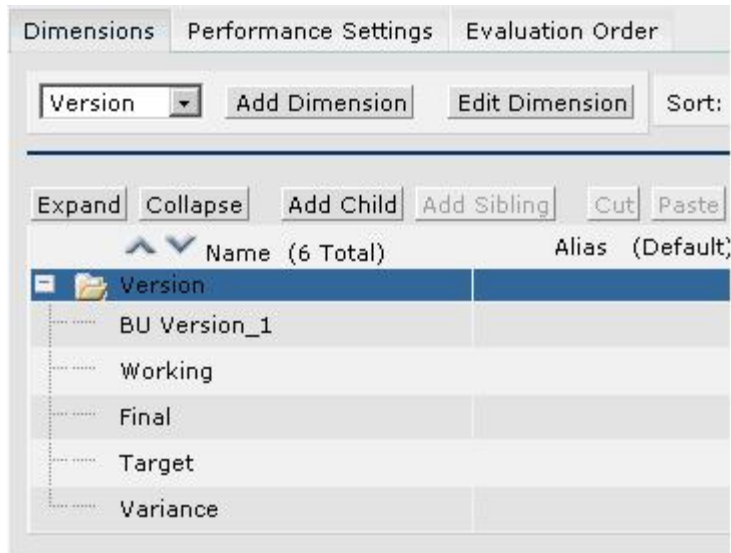 Dimensions Performance Settings Evaluation Order
Version Add Dimension Edit Dimension Sort:
Expand Collapse Add Child Add Sibling Cut Paste
Name (6 Total) Alias (Default)
Version
BU Version_1
Working
Final
Target
Variance